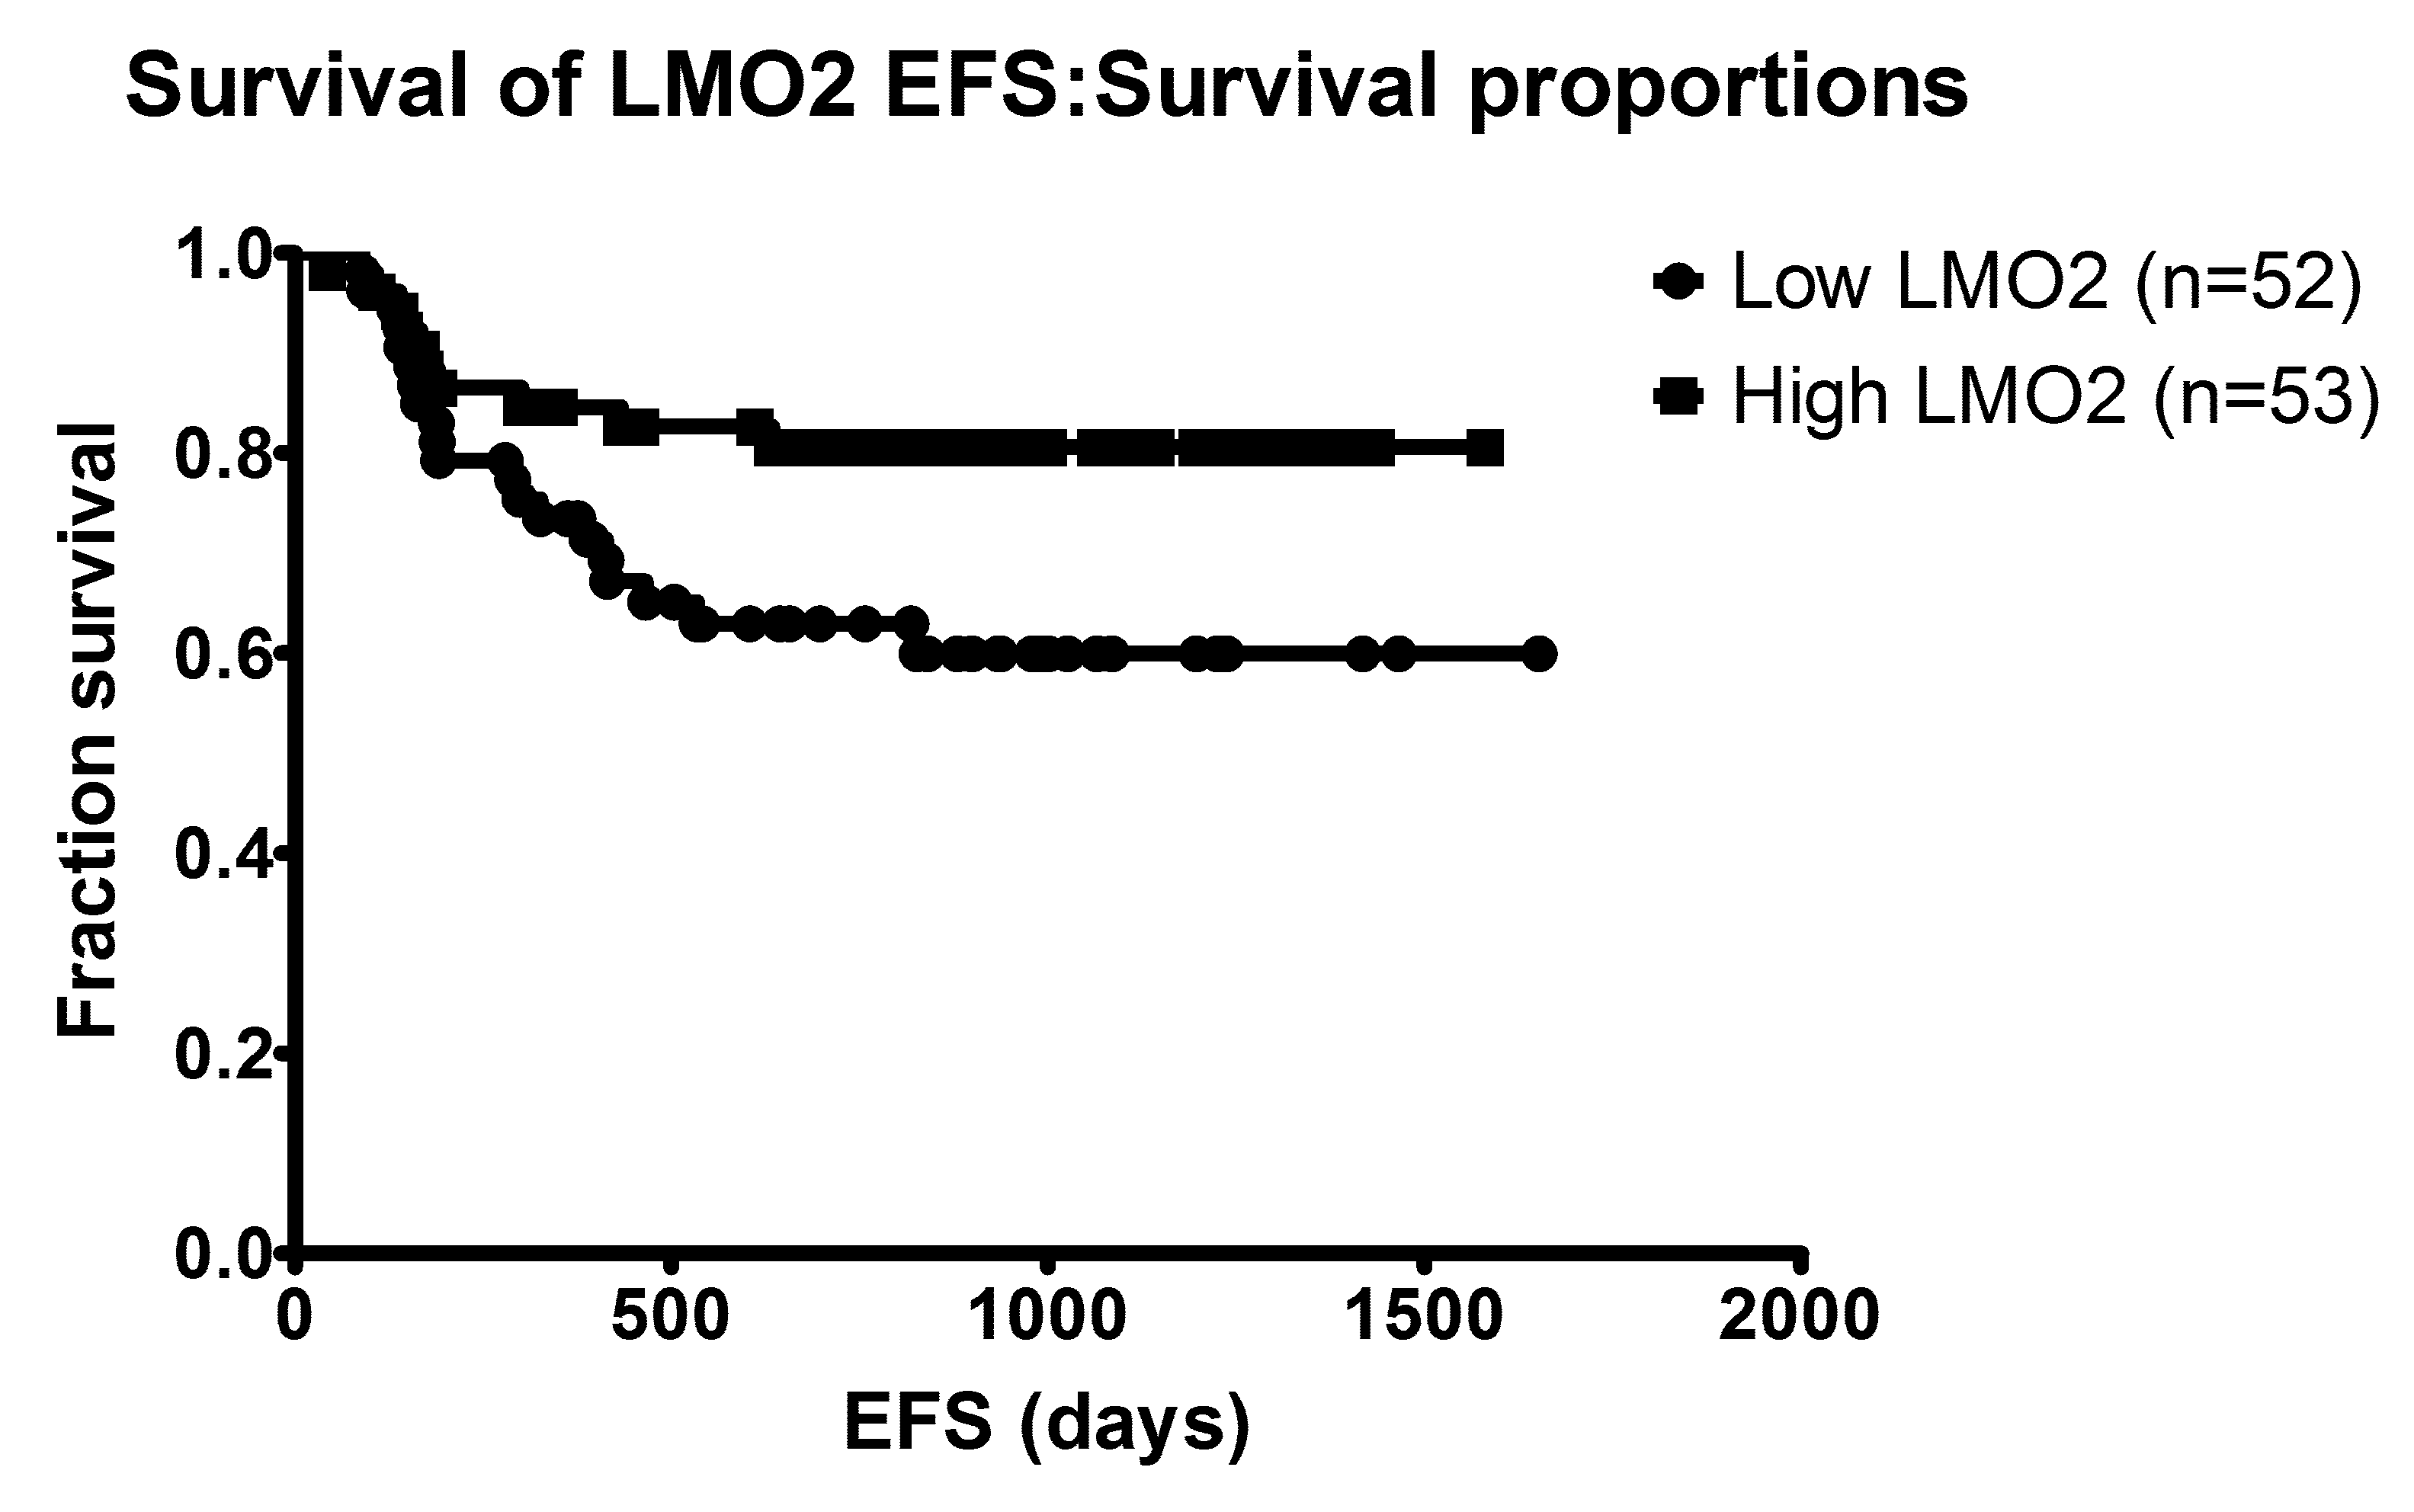 Survival of LMO2 EFS:Survival proportions
Low LMO2 (n=52)
High LMO2 (n=53)
Fraction survival
1.0
0.8
0.6
0.4
0.2
0.0
0 500 1000 1500 2000
EFS (days)